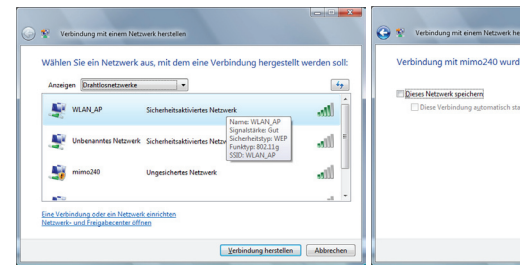 Verbindung mit einem Netzwerk herstellen
Wählen Sie ein Netzwerk aus, mit dem eine Verbindung hergestellt werden soll:
Anzeigen Drahtlosnetzwerke
WLAN_AP Sicherheitsaktiviertes Netzwerk
Name: WLAN_AP
Signalstärke: Gut
Sicherheitstyp: WEP
Funktyp: 802.11g
SSID: WLAN_AP
Unbenanntes Netzwerk Sicherheitsaktiviertes Netzw
mimo240 Ungesichertes Netzwerk
Eine Verbindung oder ein Netzwerk einrichten
Netzwerk- und Freigabecenter öffnen
Verbindung herstellen Abbrechen
Verbindung mit einem Netzwerk he
Verbindung mit mimo240 wurd
Dieses Netzwerk speichern
Diese Verbindung automatisch sta